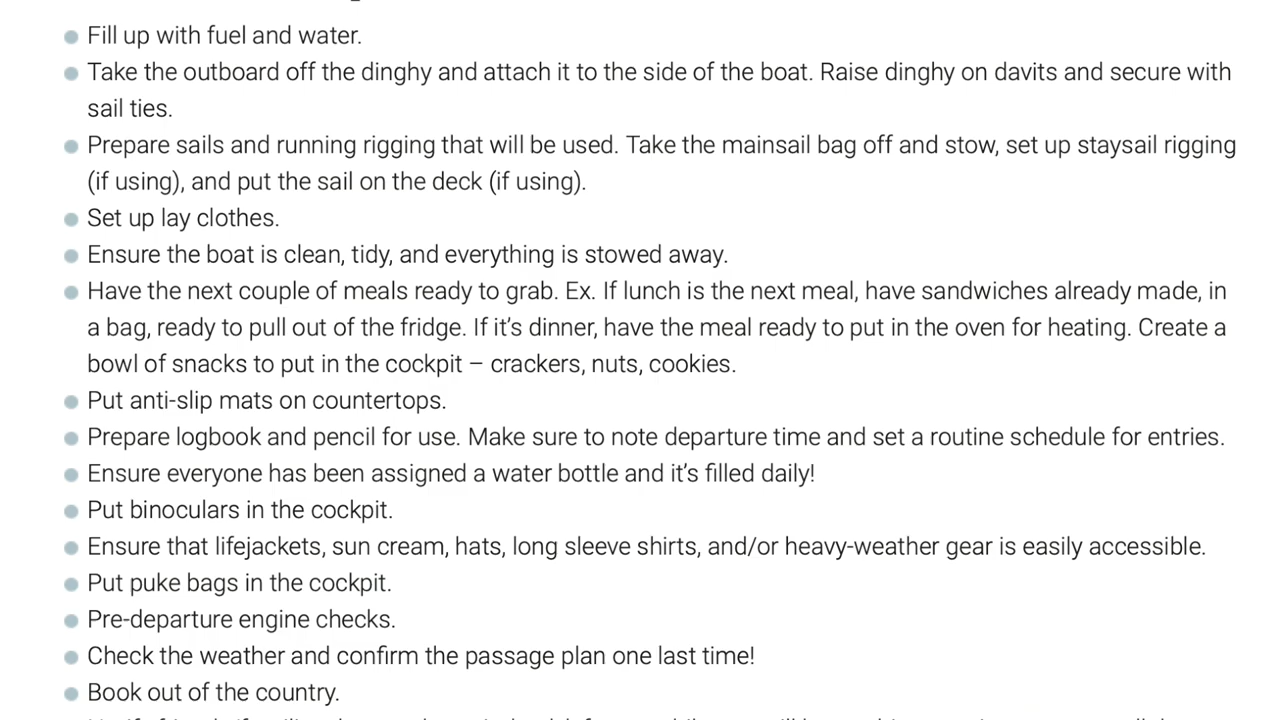 Fill up with fuel and water.
Take the outboard off the dinghy and attach it to the side of the boat. Raise dinghy on davits and secure with
sail ties.
Prepare sails and running rigging that will be used. Take the mainsail bag off and stow, set up staysail rigging
(if using), and put the sail on the deck (if using).
Set up lay clothes.
Ensure the boat is clean, tidy, and everything is stowed away.
Have the next couple of meals ready to grab. Ex. If lunch is the next meal, have sandwiches already made, in
a bag, ready to pull out of the fridge. If it’s dinner, have the meal ready to put in the oven for heating. Create a
bowl of snacks to put in the cockpit – crackers, nuts, cookies.
Put anti-slip mats on countertops.
Prepare logbook and pencil for use. Make sure to note departure time and set a routine schedule for entries.
Ensure everyone has been assigned a water bottle and it’s filled daily!
Put binoculars in the cockpit.
Ensure that lifejackets, sun cream, hats, long sleeve shirts, and/or heavy-weather gear is easily accessible.
Put puke bags in the cockpit.
Pre-departure engine checks.
Check the weather and confirm the passage plan one last time!
Book out of the country.